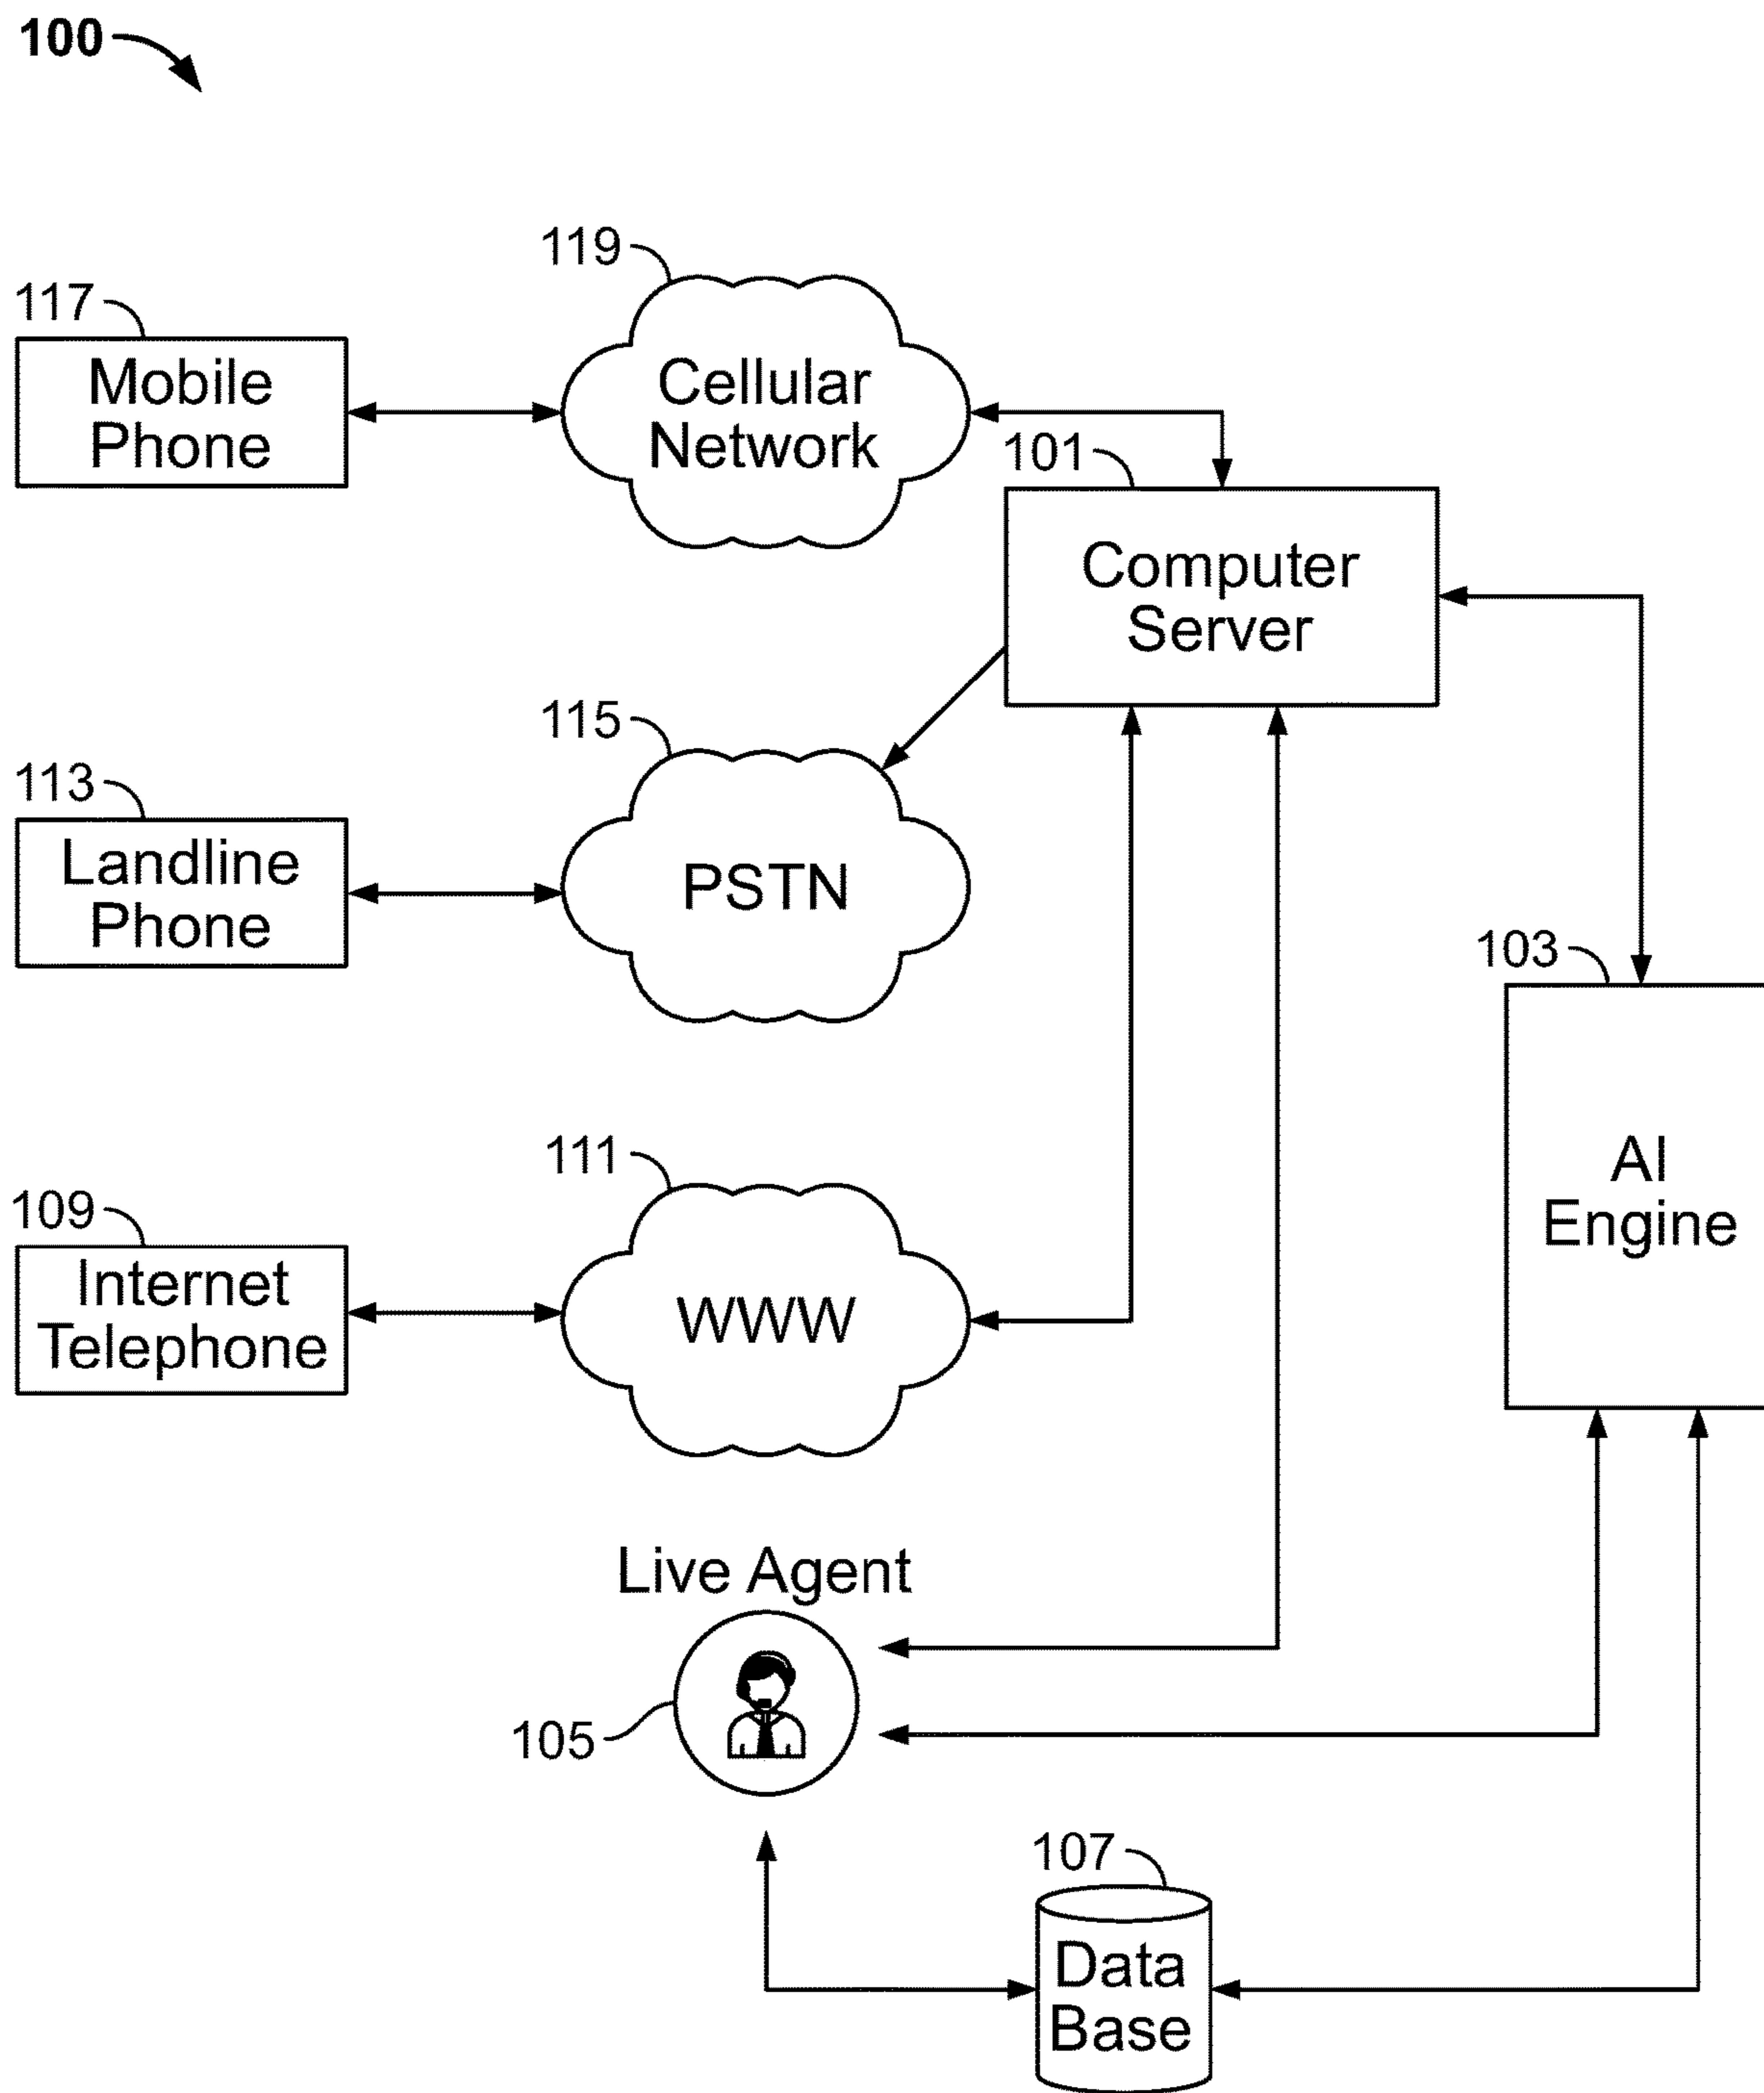 100
119
117
Mobile
Phone
Cellular
Network
101
Computer
Server
115
113
Landline
Phone
PSTN
103
AI
Engine
111
109
Internet
Telephone
WWW
Live Agent
105
107
Data
Base